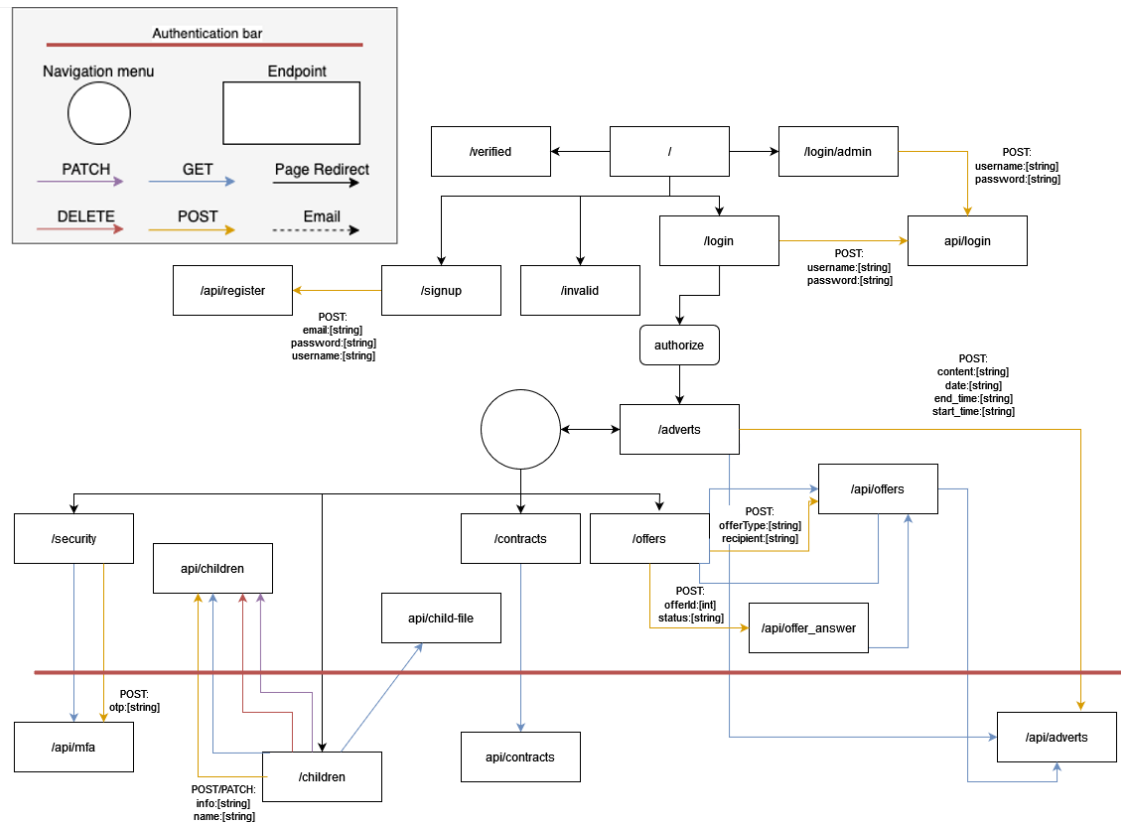 Authentication bar
Navigation menu
Endpoint
PATCH
GET
Page Redirect
DELETE
POST
Email
/verified
/
/login/admin
POST:
username:[string]
password:[string]
/login
api/login
POST:
username:[string]
password:[string]
/api/register
/signup
/invalid
POST:
email:[string]
password:[string]
username:[string]
authorize
POST:
content:[string]
date:[string]
end_time:[string]
start_time:[string]
/adverts
/api/offers
/security
/contracts
/offers
POST:
offerType:[string]
recipient:[string]
api/children
POST:
offerId:[int]
status:[string]
api/child-file
/api/offer_answer
POST:
otp:[string]
/api/mfa
/children
api/contracts
/api/adverts
POST/PATCH:
info:[string]
name:[string]